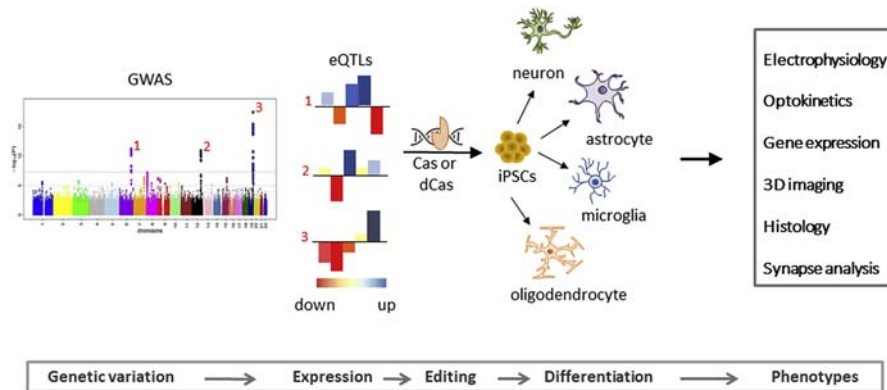 GWAS
1
2
3
chromosome
eQTLs
1
2
3
down
up
Cas or
dCas
iPSCs
neuron
astrocyte
microglia
oligodendrocyte
Electrophysiology
Optokinetics
Gene expression
3D imaging
Histology
Synapse analysis
Genetic variation
Expression
Editing
Differentiation
Phenotypes